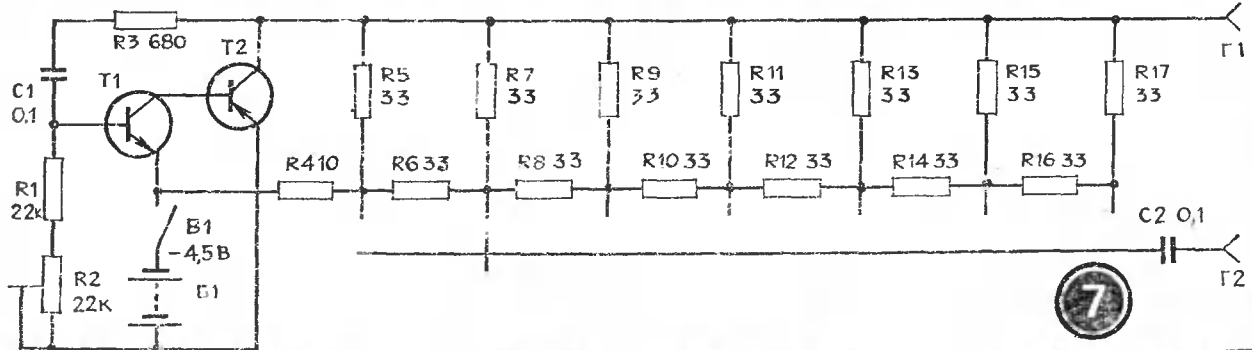 R3 680
T1
T2
C1
0,1
R1
22к
R2
22к
В1
-4,5В
Б1
R4 10
R5
33
R6 33
R7
33
R8 33
R9
33
R10 33
R11
33
R12 33
R13
33
R14 33
R15
33
R16 33
R17
33
C2 0,1
Г1
Г2
7